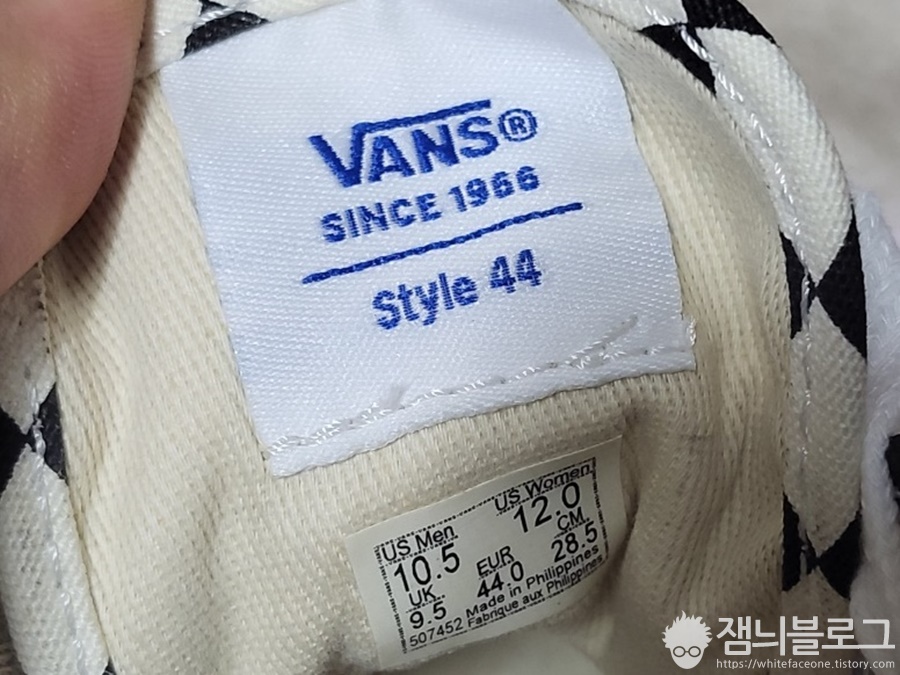 VANS®
SINCE 1966
Style 44
US Men
10.5
US Women
12.0
UK
9.5
EUR
44.0
CM
28.5
507452 Made in Philippines
Fabrique aux Philippines
잼늬블로그
https://whitefaceone.tistory.com